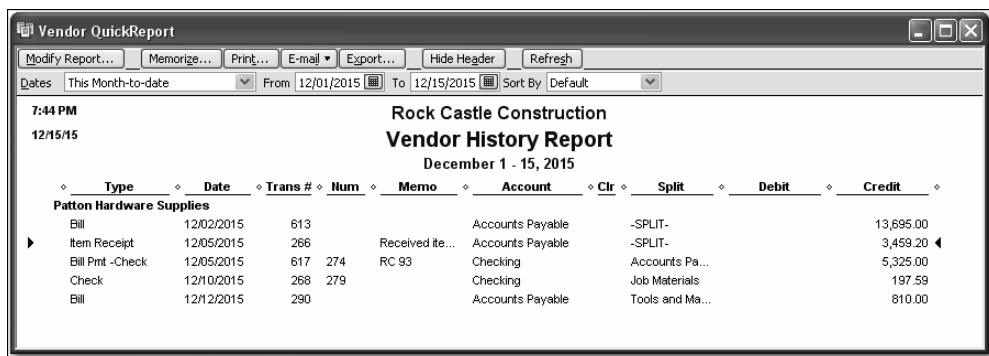 Vendor QuickReport
Modify Report... Memorize... Print... E-mail Export... Hide Header Refresh
Dates This Month-to-date From 12/01/2015 To 12/15/2015 Sort By Default
7:44 PM Rock Castle Construction
12/15/15 Vendor History Report
December 1 - 15, 2015
Type Date Trans # Num Memo Account Clr Split Debit Credit
Patton Hardware Supplies
Bill 12/02/2015 613 Accounts Payable -SPLIT- 13,695.00
Item Receipt 12/05/2015 266 Received ite... Accounts Payable -SPLIT- 3,459.20
Bill Pmt -Check 12/05/2015 617 274 RC 93 Checking Accounts Pa... 5,325.00
Check 12/10/2015 268 279 Checking Job Materials 197.59
Bill 12/12/2015 290 Accounts Payable Tools and Ma... 810.00